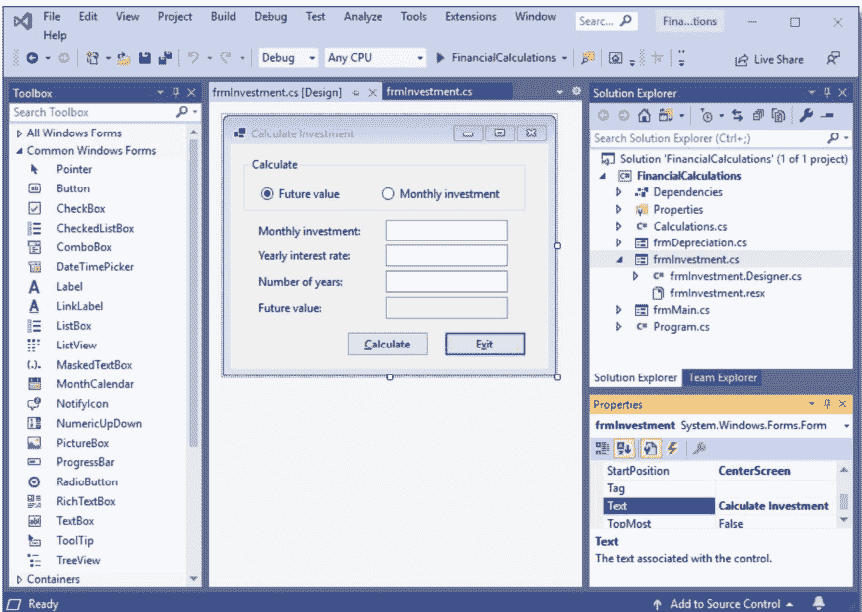 File Edit View Project Build Debug Test Analyze Tools Extensions Window Searc... Fina...tions
Help
Debug Any CPU FinancialCalculations Live Share
Toolbox
Search Toolbox
All Windows Forms
Common Windows Forms
Pointer
Button
CheckBox
CheckedListBox
ComboBox
DateTimePicker
Label
LinkLabel
ListBox
ListView
MaskedTextBox
MonthCalendar
NotifyIcon
NumericUpDown
PictureBox
ProgressBar
RadioButton
RichTextBox
TextBox
ToolTip
TreeView
Containers
frmInvestment.cs [Design] frmInvestment.cs
Calculate Investment
Calculate
Future value Monthly investment
Monthly investment:
Yearly interest rate:
Number of years:
Future value:
Calculate Exit
Solution Explorer
Search Solution Explorer (Ctrl+;)
Solution 'FinancialCalculations' (1 of 1 project)
FinancialCalculations
Dependencies
Properties
C# Calculations.cs
frmDepreciation.cs
frmInvestment.cs
C# frmInvestment.Designer.cs
frmInvestment.resx
frmMain.cs
C# Program.cs
Solution Explorer Team Explorer
Properties
frmInvestment System.Windows.Forms.Form
StartPosition CenterScreen
Tag
Text Calculate Investment
TopMost False
Text
The text associated with the control.
Ready Add to Source Control